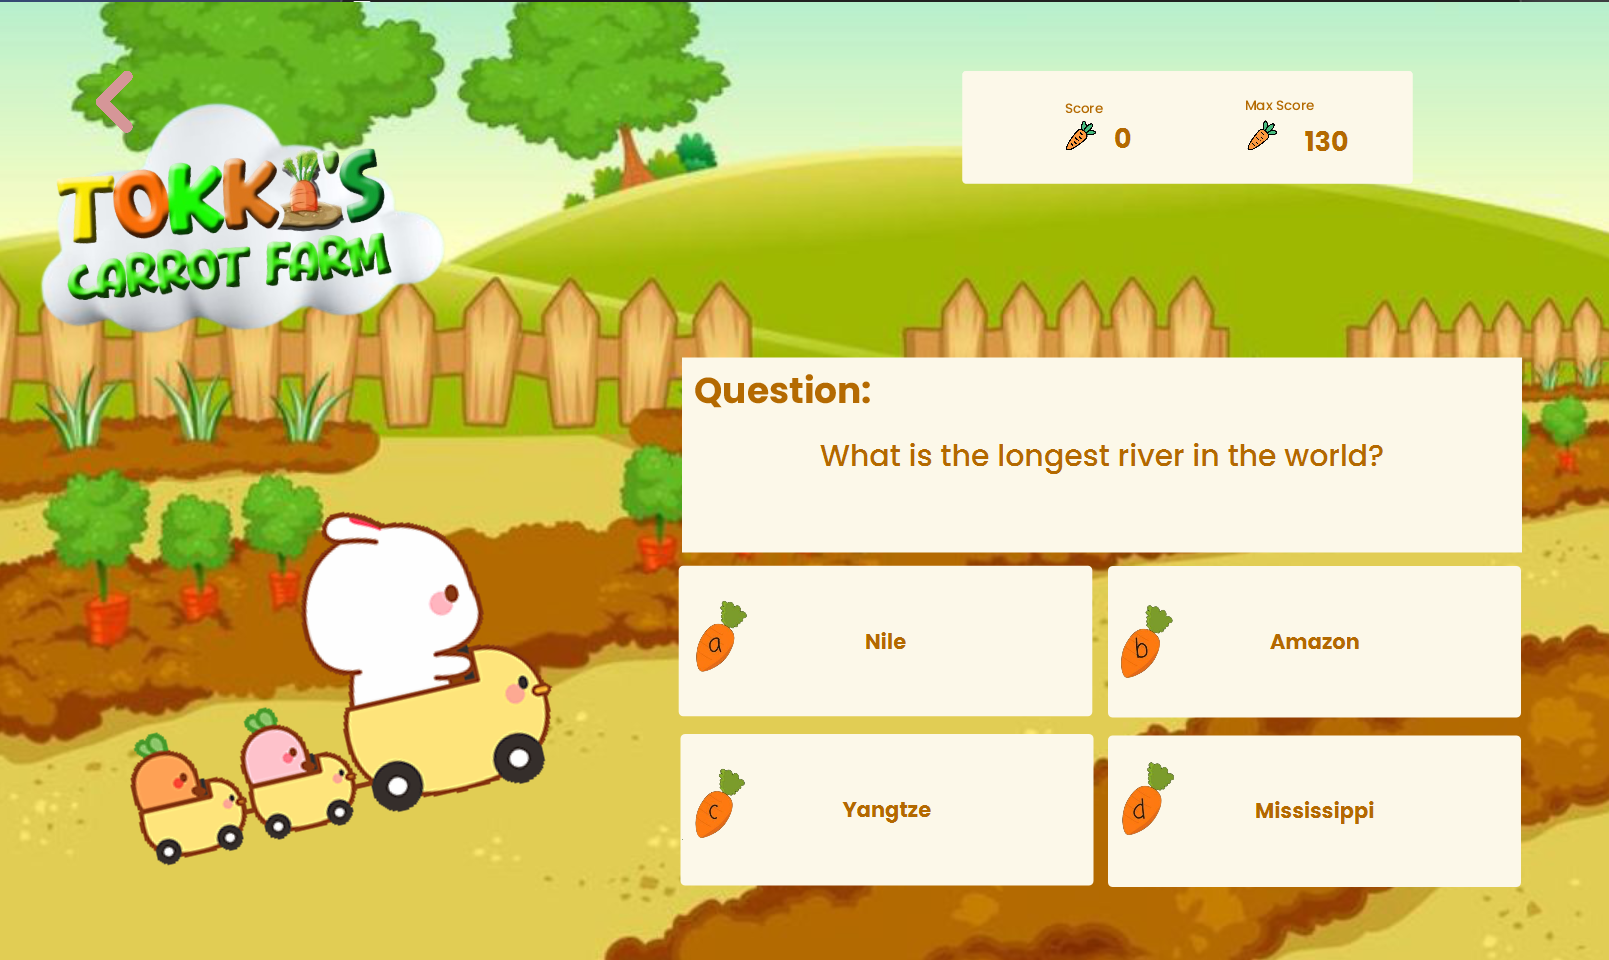 TOKKI'S
CARROT FARM
Score
0
Max Score
130
Question:
What is the longest river in the world?
a
Nile
b
Amazon
c
Yangtze
d
Mississippi